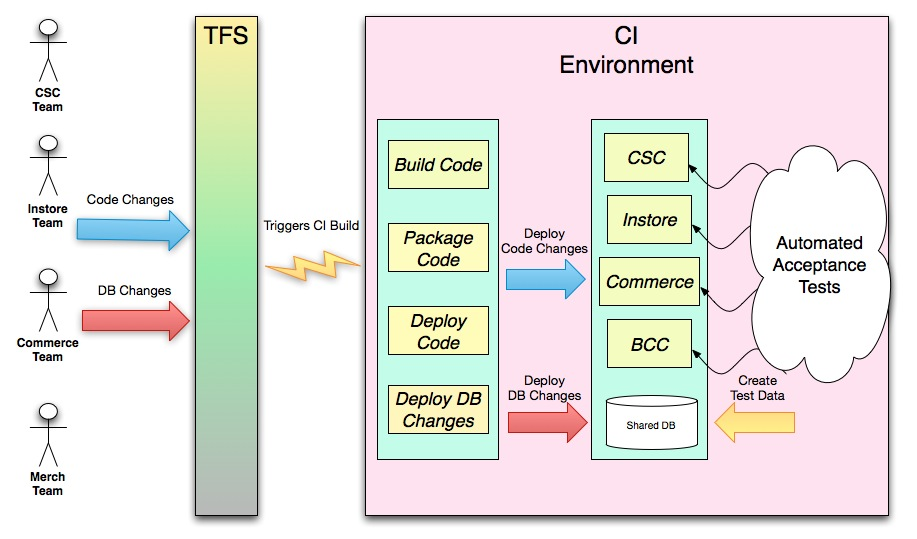 CSC
Team
Instore
Team
Commerce
Team
Merch
Team
Code Changes
DB Changes
TFS
Triggers CI Build
CI
Environment
Build Code
Package
Code
Deploy
Code
Deploy DB
Changes
Deploy
Code Changes
Deploy
DB Changes
CSC
Instore
Commerce
BCC
Shared DB
Automated
Acceptance
Tests
Create
Test Data